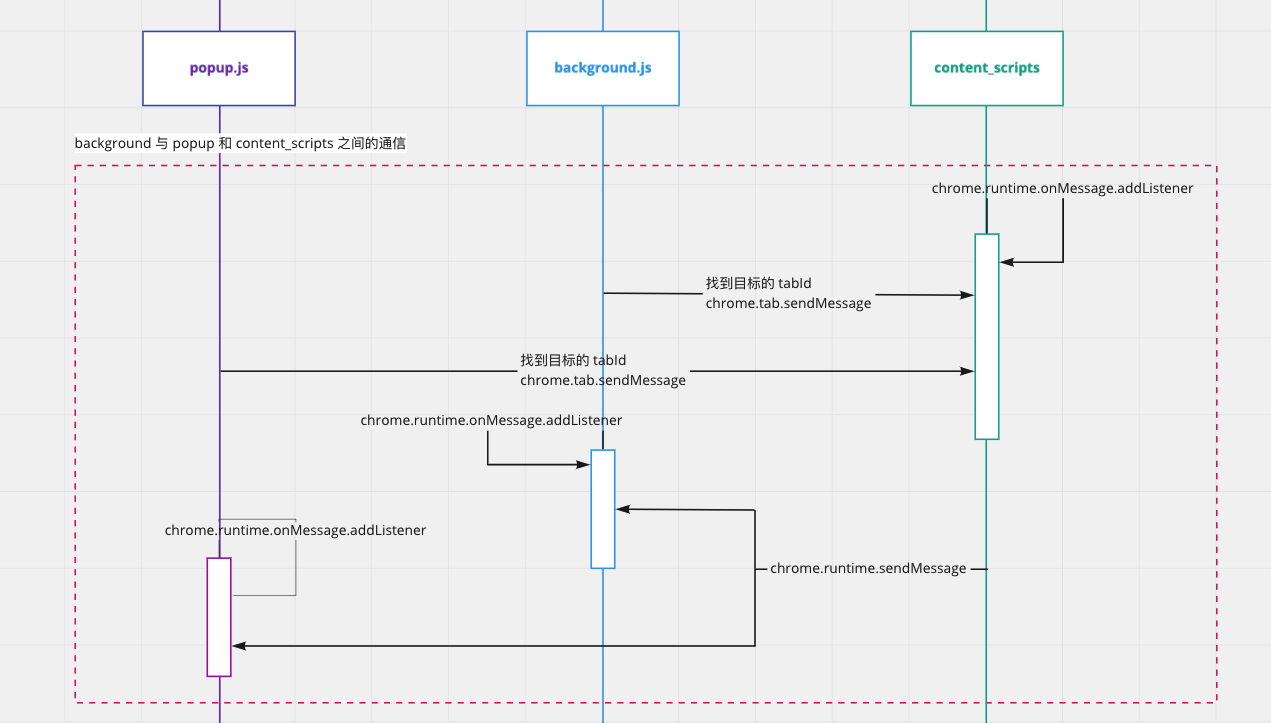 popup.js
background.js
content_scripts
background 与 popup 和 content_scripts 之间的通信
chrome.runtime.onMessage.addListener
找到目标的 tabId
chrome.tab.sendMessage
找到目标的 tabId
chrome.tab.sendMessage
chrome.runtime.onMessage.addListener
chrome.runtime.onMessage.addListener
chrome.runtime.sendMessage